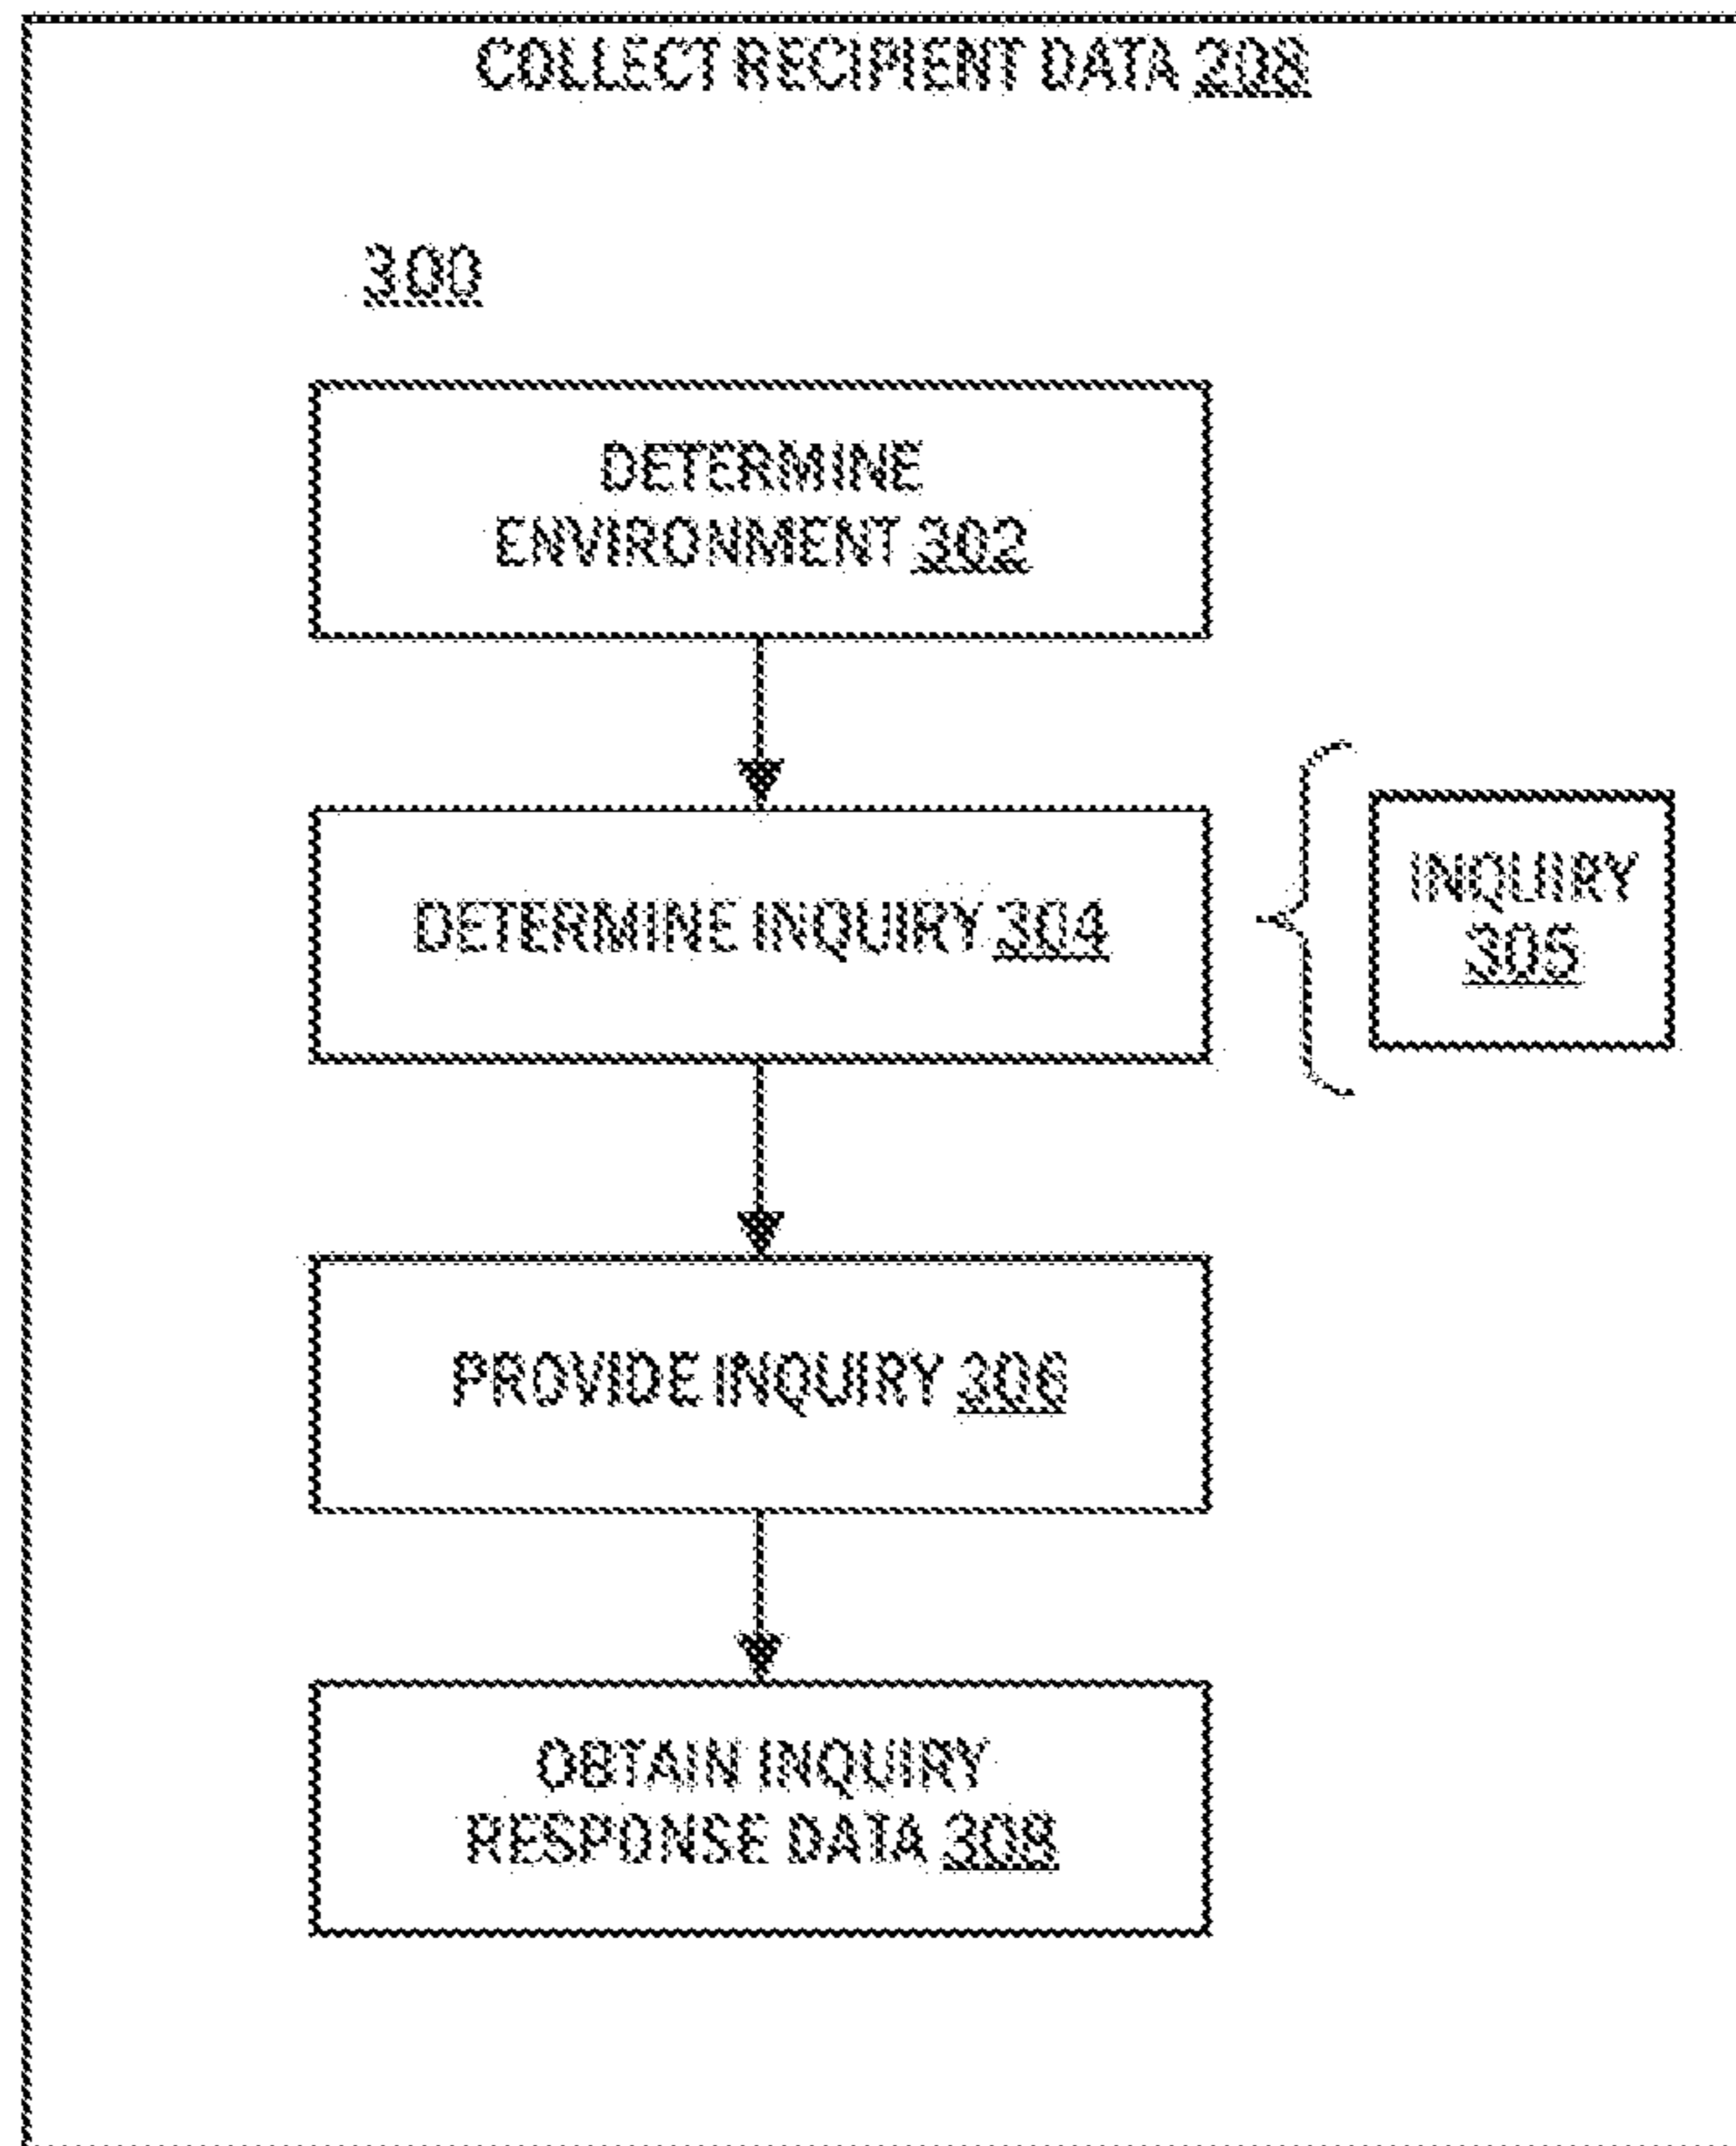 COLLECT RECIPIENT DATA 208
300
DETERMINE
ENVIRONMENT 302
DETERMINE INQUIRY 304
INQUIRY
305
PROVIDE INQUIRY 306
OBTAIN INQUIRY
RESPONSE DATA 308